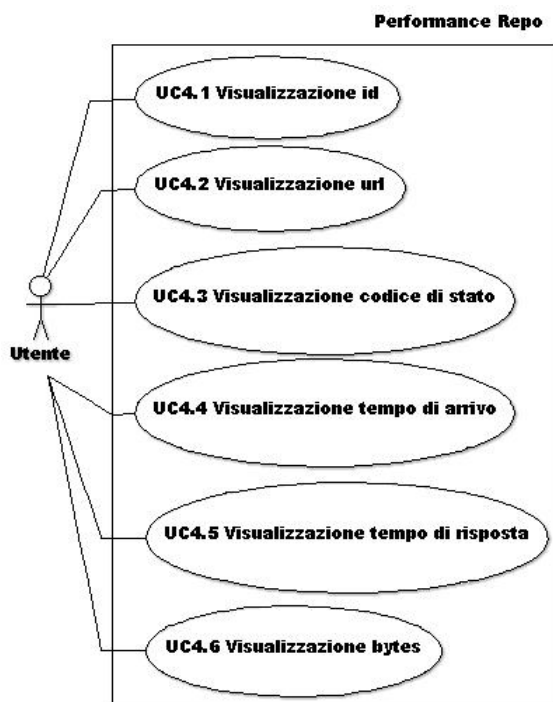 Performance Repo
UC4.1 Visualizzazione id
UC4.2 Visualizzazione url
UC4.3 Visualizzazione codice di stato
Utente
UC4.4 Visualizzazione tempo di arrivo
UC4.5 Visualizzazione tempo di risposta
UC4.6 Visualizzazione bytes